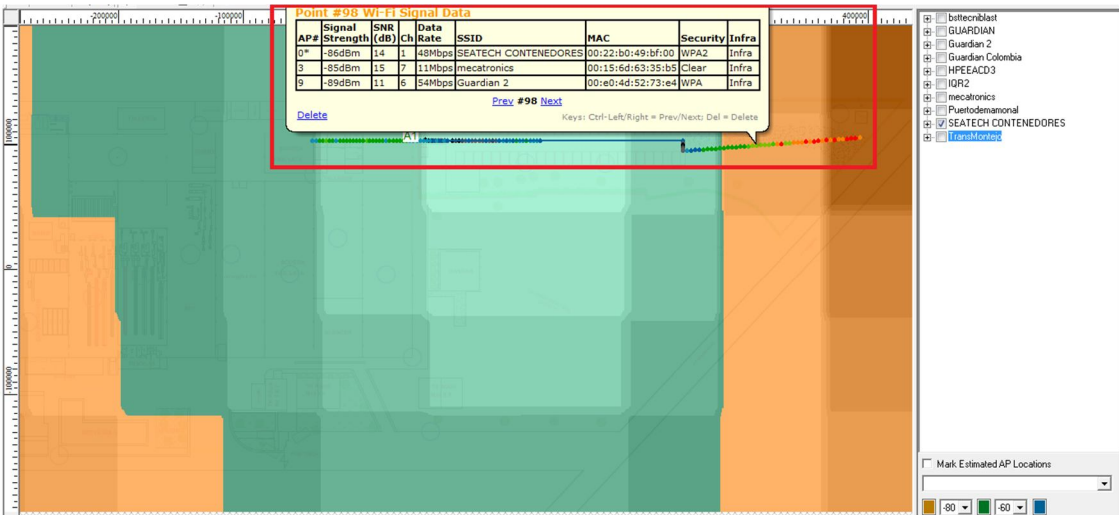 -200000 -100000 400000
Point #98 Wi-Fi Signal Data
AP# Signal Strength SNR (dB) Ch Data Rate SSID MAC Security Infra
0* -86dBm 14 1 48Mbps SEATECH CONTENEDORES 00:22:b0:49:bf:00 WPA2 Infra
3 -85dBm 15 7 11Mbps mecatronics 00:15:6d:63:35:b5 Clear Infra
9 -89dBm 11 6 54Mbps Guardian 2 00:e0:4d:52:73:e4 WPA Infra
Prev #98 Next
Delete
Keys: Ctrl-Left/Right = Prev/Next; Del = Delete
A1
100000
0
-100000
bsttecniblast
GUARDIAN
Guardian 2
Guardian Colombia
HPEEACD3
IQR2
mecatronics
Puertodemamonal
SEATECH CONTENEDORES
TransMontejo
Mark Estimated AP Locations
-80 -60